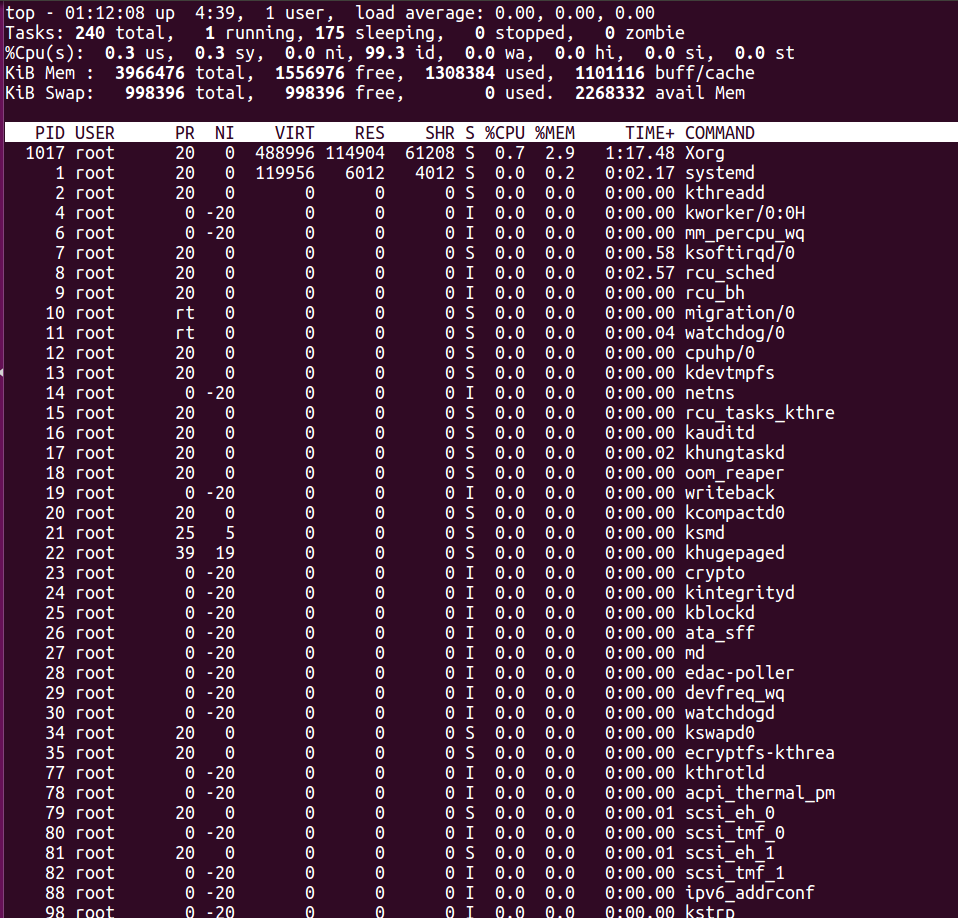 top - 01:12:08 up  4:39,  1 user,  load average: 0.00, 0.00, 0.00
Tasks: 240 total,   1 running, 175 sleeping,   0 stopped,   0 zombie
%Cpu(s):  0.3 us,  0.3 sy,  0.0 ni, 99.3 id,  0.0 wa,  0.0 hi,  0.0 si,  0.0 st
KiB Mem :  3966476 total,  1556976 free,  1308384 used,  1101116 buff/cache
KiB Swap:   998396 total,   998396 free,        0 used.  2268332 avail Mem
PID USER      PR  NI    VIRT    RES    SHR S %CPU %MEM     TIME+ COMMAND
1017 root      20   0  488996 114904  61208 S  0.7  2.9   1:17.48 Xorg
1 root      20   0  119956   6012   4012 S  0.0  0.2   0:02.17 systemd
2 root      20   0       0      0      0 S  0.0  0.0   0:00.00 kthreadd
4 root       0 -20       0      0      0 I  0.0  0.0   0:00.00 kworker/0:0H
6 root       0 -20       0      0      0 I  0.0  0.0   0:00.00 mm_percpu_wq
7 root      20   0       0      0      0 S  0.0  0.0   0:00.58 ksoftirqd/0
8 root      20   0       0      0      0 I  0.0  0.0   0:02.57 rcu_sched
9 root      20   0       0      0      0 I  0.0  0.0   0:00.00 rcu_bh
10 root      rt   0       0      0      0 S  0.0  0.0   0:00.00 migration/0
11 root      rt   0       0      0      0 S  0.0  0.0   0:00.04 watchdog/0
12 root      20   0       0      0      0 S  0.0  0.0   0:00.00 cpuhp/0
13 root      20   0       0      0      0 S  0.0  0.0   0:00.00 kdevtmpfs
14 root       0 -20       0      0      0 I  0.0  0.0   0:00.00 netns
15 root      20   0       0      0      0 S  0.0  0.0   0:00.00 rcu_tasks_kthre
16 root      20   0       0      0      0 S  0.0  0.0   0:00.00 kauditd
17 root      20   0       0      0      0 S  0.0  0.0   0:00.02 khungtaskd
18 root      20   0       0      0      0 S  0.0  0.0   0:00.00 oom_reaper
19 root       0 -20       0      0      0 I  0.0  0.0   0:00.00 writeback
20 root      20   0       0      0      0 S  0.0  0.0   0:00.00 kcompactd0
21 root      25   5       0      0      0 S  0.0  0.0   0:00.00 ksmd
22 root      39  19       0      0      0 S  0.0  0.0   0:00.00 khugepaged
23 root       0 -20       0      0      0 I  0.0  0.0   0:00.00 crypto
24 root       0 -20       0      0      0 I  0.0  0.0   0:00.00 kintegrityd
25 root       0 -20       0      0      0 I  0.0  0.0   0:00.00 kblockd
26 root       0 -20       0      0      0 I  0.0  0.0   0:00.00 ata_sff
27 root       0 -20       0      0      0 I  0.0  0.0   0:00.00 md
28 root       0 -20       0      0      0 I  0.0  0.0   0:00.00 edac-poller
29 root       0 -20       0      0      0 I  0.0  0.0   0:00.00 devfreq_wq
30 root       0 -20       0      0      0 I  0.0  0.0   0:00.00 watchdogd
34 root      20   0       0      0      0 S  0.0  0.0   0:00.00 kswapd0
35 root      20   0       0      0      0 S  0.0  0.0   0:00.00 ecryptfs-kthrea
77 root       0 -20       0      0      0 I  0.0  0.0   0:00.00 kthrotld
78 root       0 -20       0      0      0 I  0.0  0.0   0:00.00 acpi_thermal_pm
79 root      20   0       0      0      0 S  0.0  0.0   0:00.01 scsi_eh_0
80 root       0 -20       0      0      0 I  0.0  0.0   0:00.00 scsi_tmf_0
81 root      20   0       0      0      0 S  0.0  0.0   0:00.01 scsi_eh_1
82 root       0 -20       0      0      0 I  0.0  0.0   0:00.00 scsi_tmf_1
88 root       0 -20       0      0      0 I  0.0  0.0   0:00.00 ipv6_addrconf
98 root       0 -20       0      0      0 I  0.0  0.0   0:00.00 kstrp